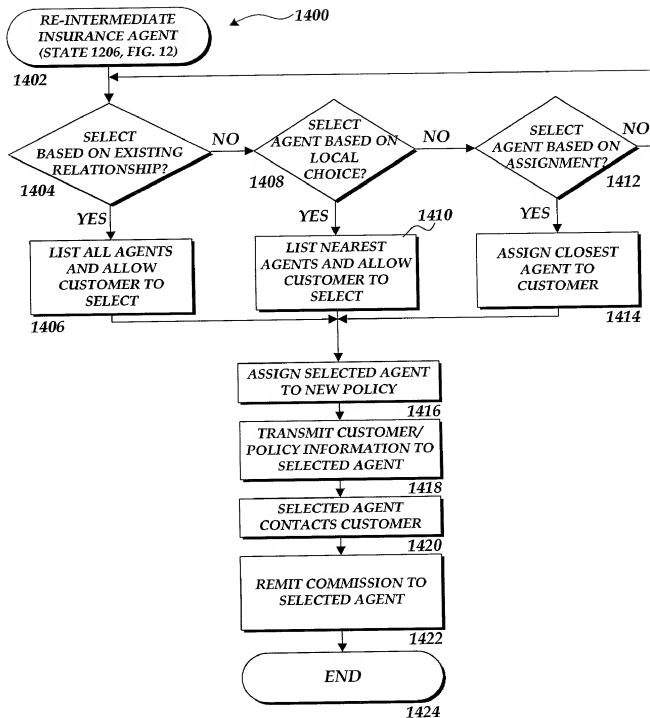 RE-INTERMEDIATE
INSURANCE AGENT
(STATE 1206, FIG. 12)
1400
1402
SELECT
BASED ON EXISTING
RELATIONSHIP?
1404
NO
YES
SELECT
AGENT BASED ON
LOCAL
CHOICE?
1408
NO
YES
SELECT
AGENT BASED ON
ASSIGNMENT?
1412
NO
YES
LIST ALL AGENTS
AND ALLOW
CUSTOMER TO
SELECT
1406
1410
LIST NEAREST
AGENTS AND ALLOW
CUSTOMER TO
SELECT
ASSIGN CLOSEST
AGENT TO
CUSTOMER
1414
ASSIGN SELECTED AGENT
TO NEW POLICY
1416
TRANSMIT CUSTOMER/
POLICY INFORMATION TO
SELECTED AGENT
1418
SELECTED AGENT
CONTACTS CUSTOMER
1420
REMIT COMMISSION TO
SELECTED AGENT
1422
END
1424